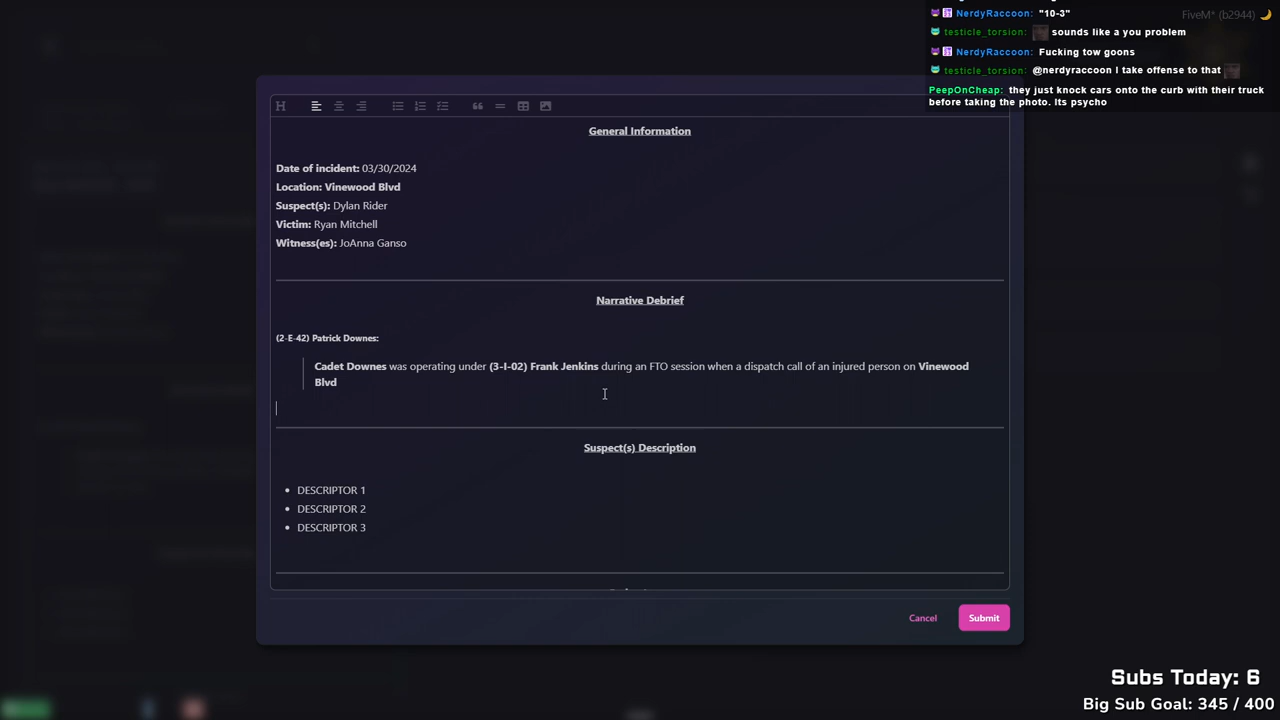 NerdyRaccoon: "10-3"
FiveM* (b2944)
testicle_torsion: sounds like a you problem
NerdyRaccoon: Fucking tow goons
testicle_torsion: @nerdyraccoon I take offense to that
PeepOnCheap: they just knock cars onto the curb with their truck
before taking the photo. Its psycho
H
General Information
Date of incident: 03/30/2024
Location: Vinewood Blvd
Suspect(s): Dylan Rider
Victim: Ryan Mitchell
Witness(es): JoAnna Ganso
Narrative Debrief
(2-E-42) Patrick Downes:
Cadet Downes was operating under (3-I-02) Frank Jenkins during an FTO session when a dispatch call of an injured person on Vinewood
Blvd
Suspect(s) Description
DESCRIPTOR 1
DESCRIPTOR 2
DESCRIPTOR 3
Cancel
Submit
Subs Today: 6
Big Sub Goal: 345 / 400